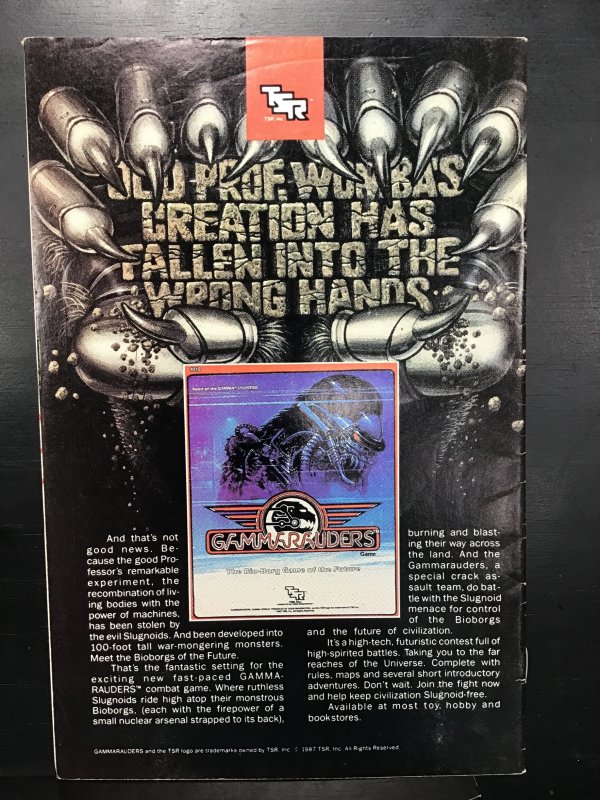 TSR
TSR, Inc.
OLD PROF. WOMBA'S
CREATION HAS
FALLEN INTO THE
WRONG HANDS.
GAMMARAUDERS
Game
The Bio-Borg Game of the Future
TSR
And that's not
good news. Be-
cause the good Pro-
fessor's remarkable
experiment, the
recombination of liv-
ing bodies with the
power of machines,
has been stolen by
the evil Slugnoids. And been developed into
100-foot tall war-mongering monsters.
Meet the Bioborgs of the Future.
That's the fantastic setting for the
exciting new fast-paced GAMMA-
RAUDERS™ combat game. Where ruthless
Slugnoids ride high atop their monstrous
Bioborgs, (each with the firepower of a
small nuclear arsenal strapped to its back),
burning and blast-
ing their way across
the land. And the
Gammarauders, a
special crack as-
sault team, do bat-
tle with the Slugnoid
menace for control
of the Bioborgs
and the future of civilization.
It's a high-tech, futuristic contest full of
high-spirited battles. Taking you to the far
reaches of the Universe. Complete with
rules, maps and several short introductory
adventures. Don't wait. Join the fight now
and help keep civilization Slugnoid-free.
Available at most toy, hobby and
bookstores.
GAMMARAUDERS and the TSR logo are trademarks owned by TSR, Inc. © 1987 TSR, Inc. All Rights Reserved.